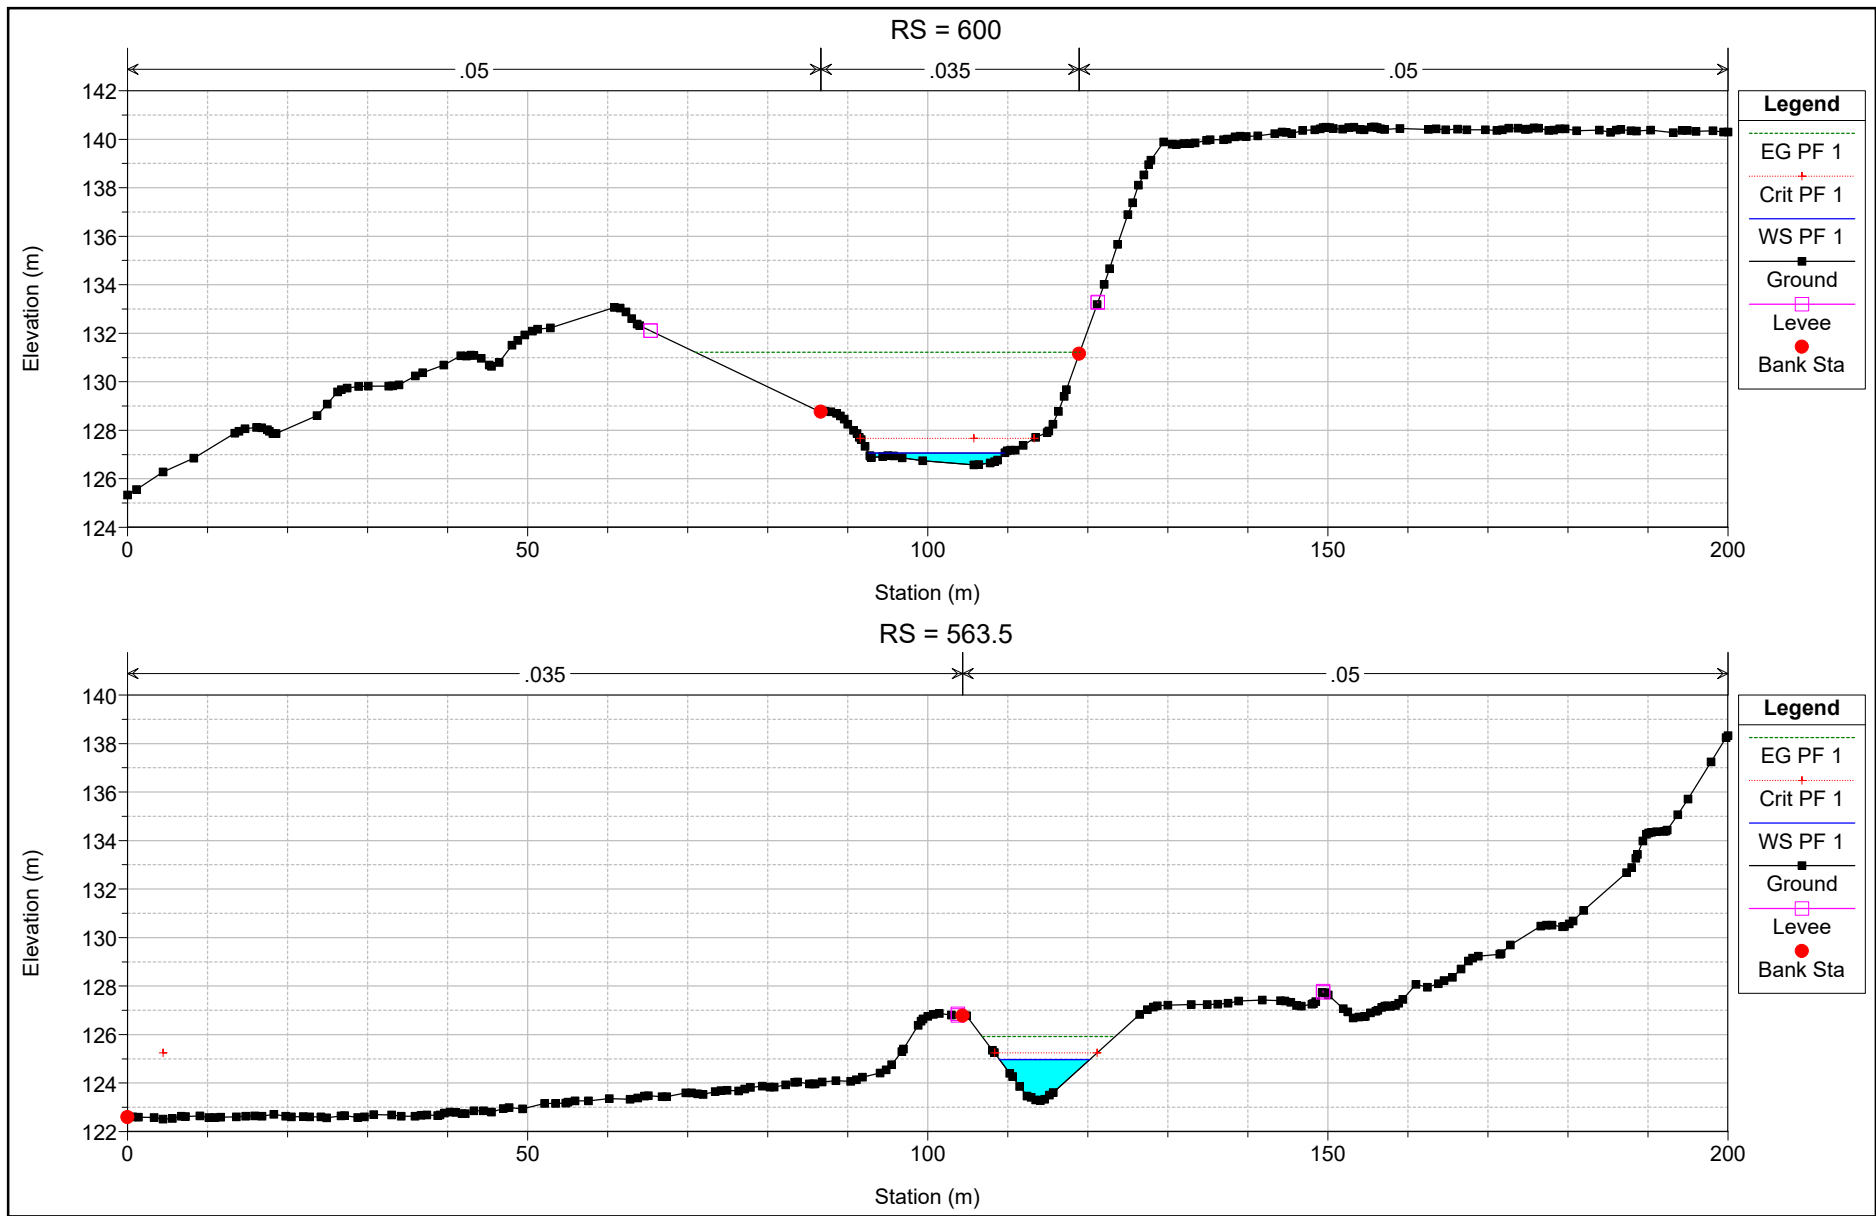 RS = 600
.05
.035
.05
142
140
138
136
134
132
130
128
126
124
Elevation (m)
0
50
100
150
200
Station (m)
Legend
EG PF 1
Crit PF 1
WS PF 1
Ground
Levee
Bank Sta
RS = 563.5
.035
.05
140
138
136
134
132
130
128
126
124
122
Elevation (m)
0
50
100
150
200
Station (m)
Legend
EG PF 1
Crit PF 1
WS PF 1
Ground
Levee
Bank Sta